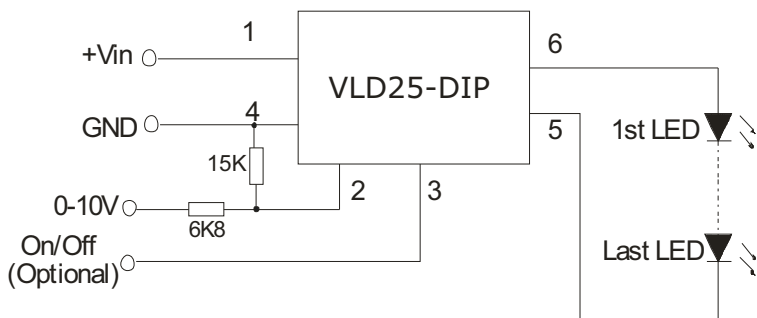 1
+Vin
VLD25-DIP
6
4
GND
5
1st LED
15K
2
3
0-10V
6K8
On/Off
(Optional)
Last LED